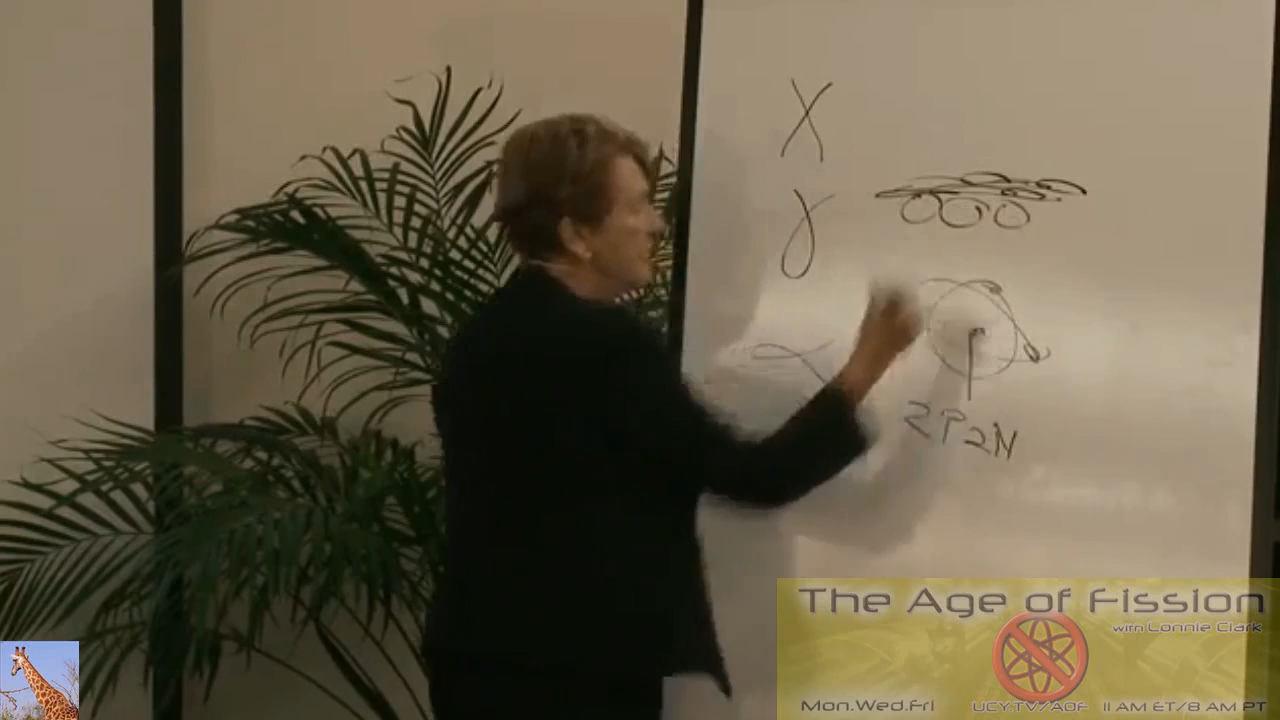 X
γ
α
2P2N
The Age of Fission
with Lonnie Clark
Mon.Wed.Fri UCY.TV/AOF 11 AM ET/8 AM PT